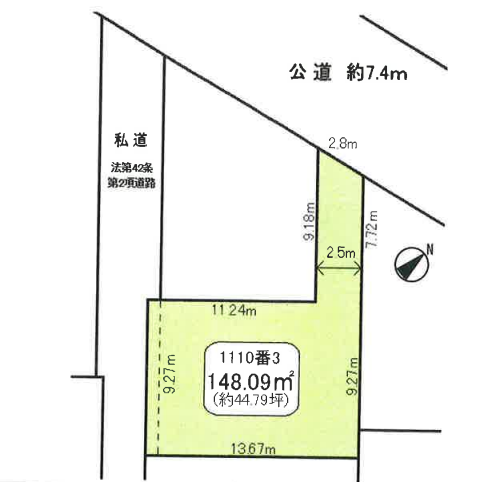 公道 約7.4m
私道
法第42条
第2項道路
2.8m
9.18m
7.72m
2.5m
N
11.24m
9.27m
1110番3
148.09㎡
(約44.79坪)
9.27m
13.67m